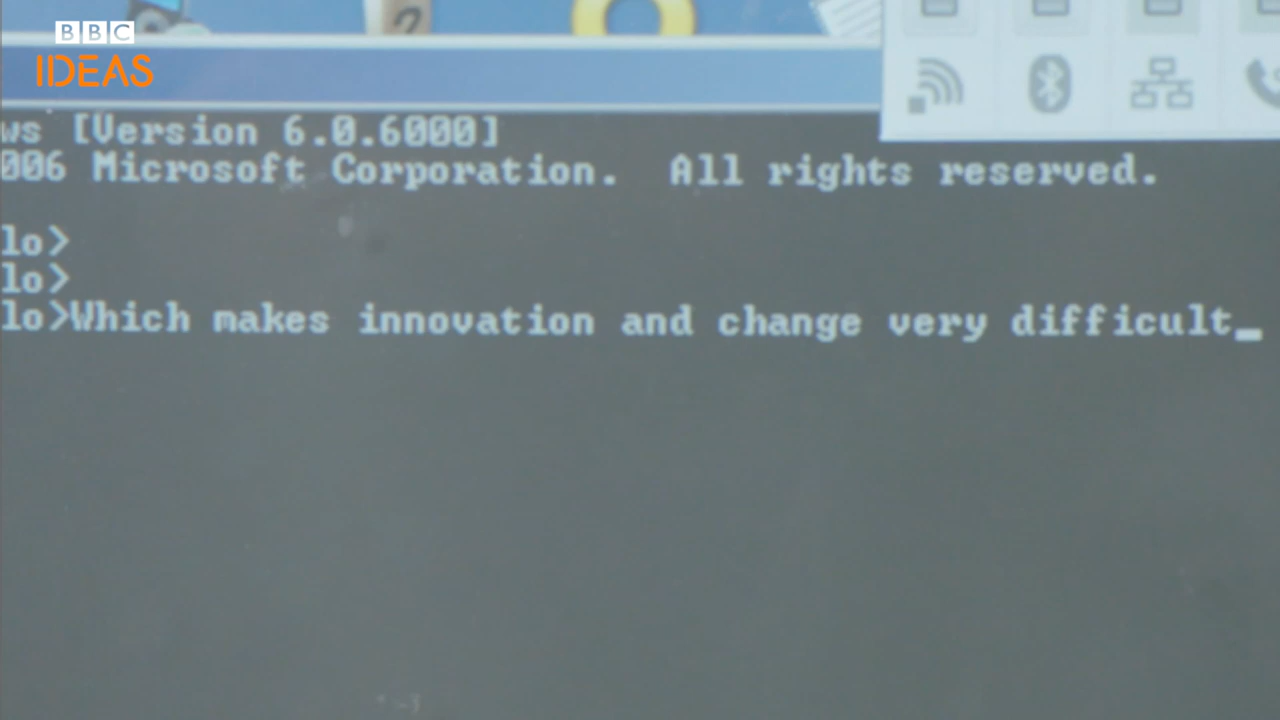 BBC
IDEAS
ws [Version 6.0.6000]
006 Microsoft Corporation. All rights reserved.
lo>
lo>
lo>Which makes innovation and change very difficult_